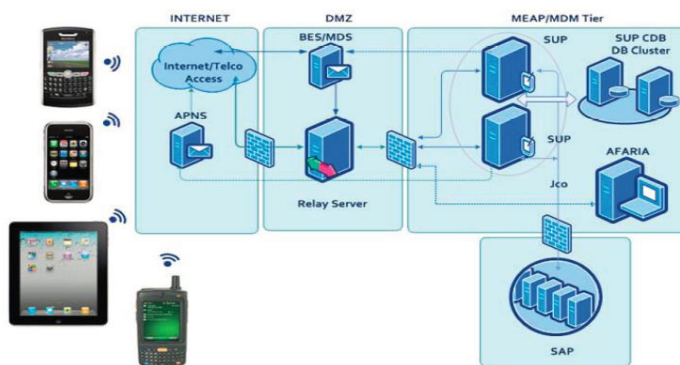 INTERNET
DMZ
MEAP/MDM Tier
BES/MDS
SUP
SUP CDB
DB Cluster
Internet/Telco
Access
APNS
SUP
AFARIA
Relay Server
Jco
SAP